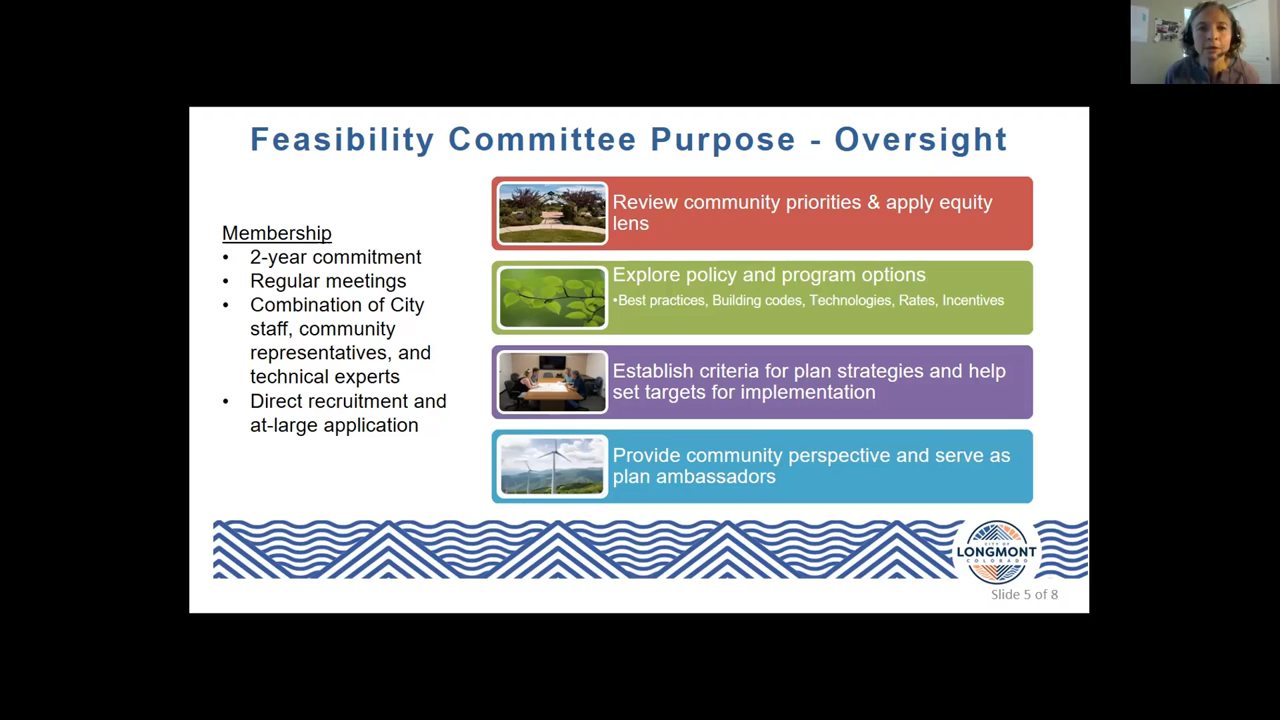 Feasibility Committee Purpose - Oversight
Membership
• 2-year commitment
• Regular meetings
• Combination of City
staff, community
representatives, and
technical experts
• Direct recruitment and
at-large application
Review community priorities & apply equity
lens
Explore policy and program options
•Best practices, Building codes, Technologies, Rates, Incentives
Establish criteria for plan strategies and help
set targets for implementation
Provide community perspective and serve as
plan ambassadors
CITY OF
LONGMONT
COLORADO
Slide 5 of 8